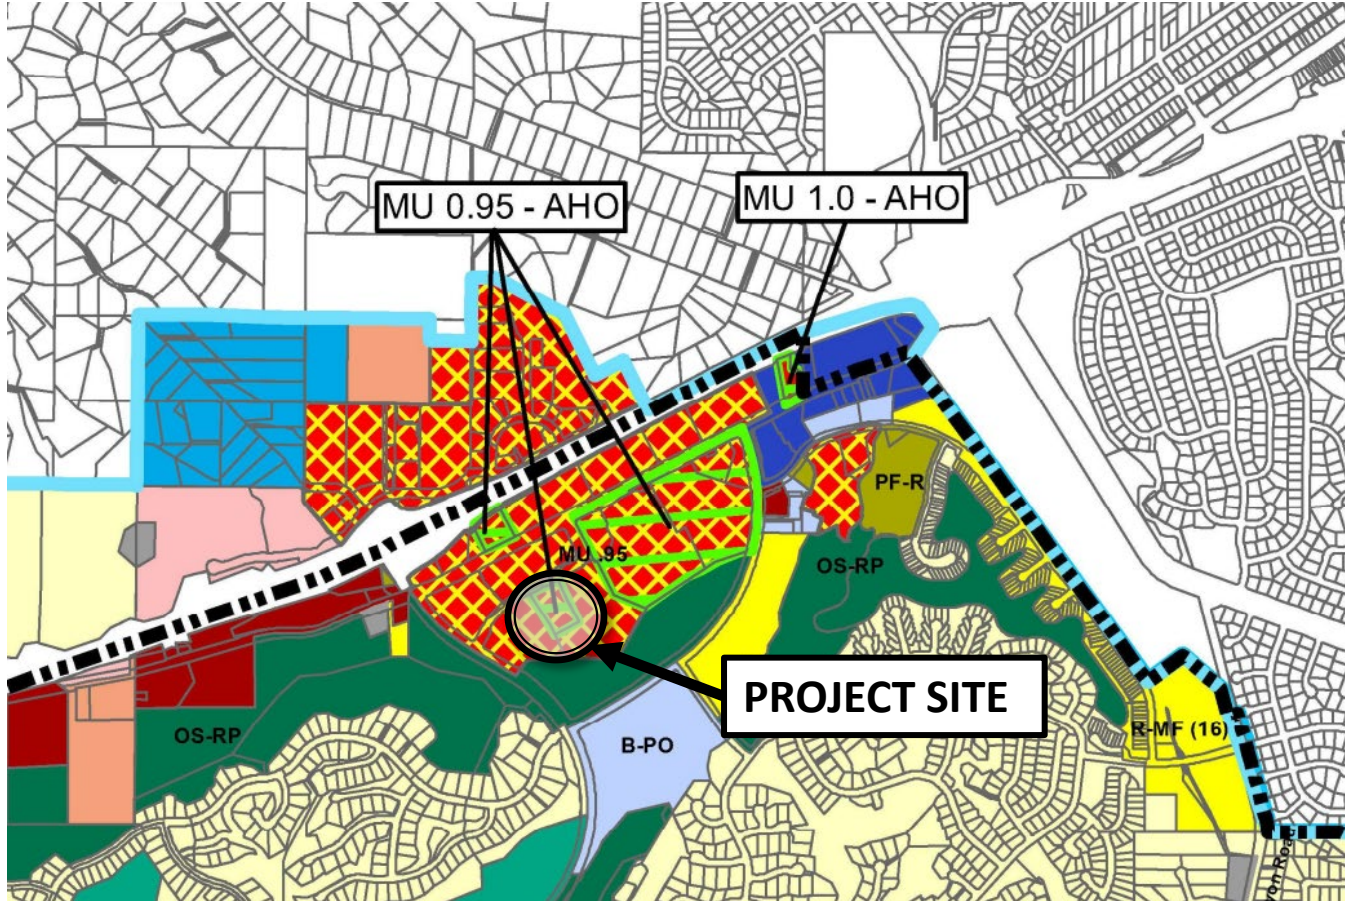 MU 0.95 - AHO
MU 1.0 - AHO
PF-R
MU .95
OS-RP
PROJECT SITE
OS-RP
B-PO
R-MF (16)
Road